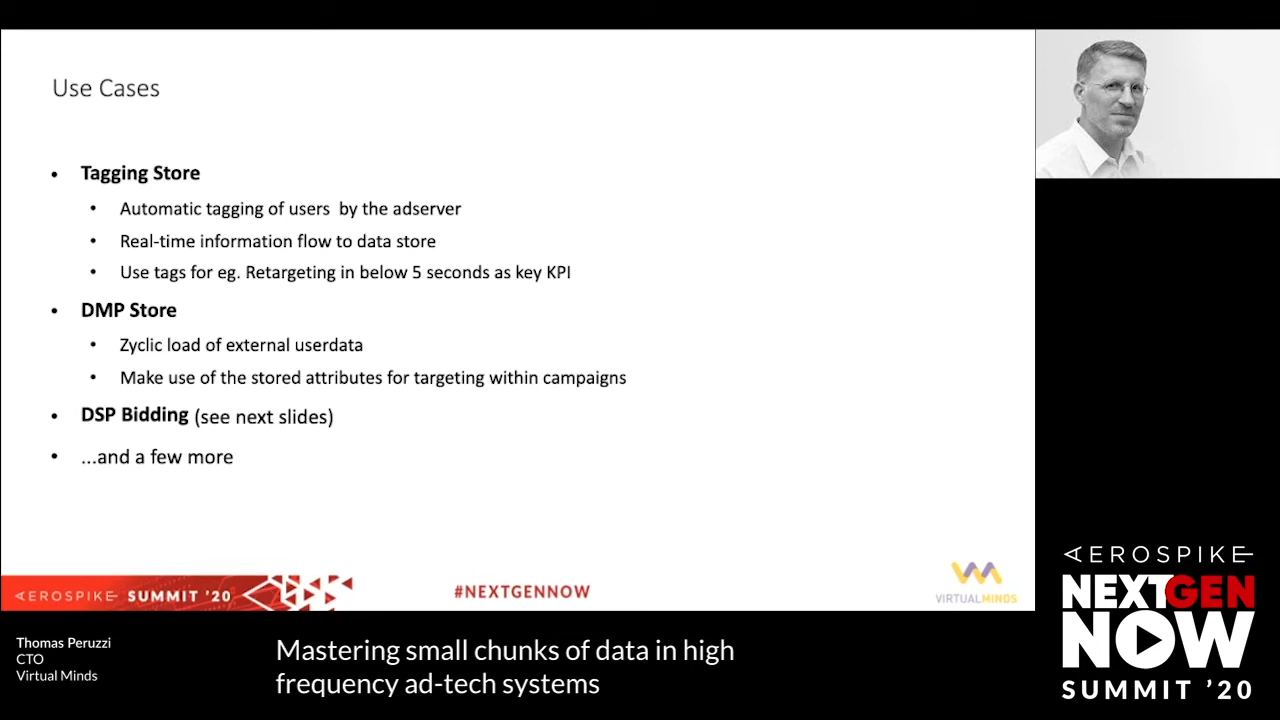 Use Cases
• Tagging Store
• Automatic tagging of users by the adserver
• Real-time information flow to data store
• Use tags for eg. Retargeting in below 5 seconds as key KPI
• DMP Store
• Zyclic load of external userdata
• Make use of the stored attributes for targeting within campaigns
• DSP Bidding (see next slides)
• ...and a few more
AEROSPIKE SUMMIT '20
#NEXTGENNOW
VIRTUALMINDS
Thomas Peruzzi
CTO
Virtual Minds
Mastering small chunks of data in high
frequency ad-tech systems
AEROSPIKE
NEXTGEN
NOW
SUMMIT '20